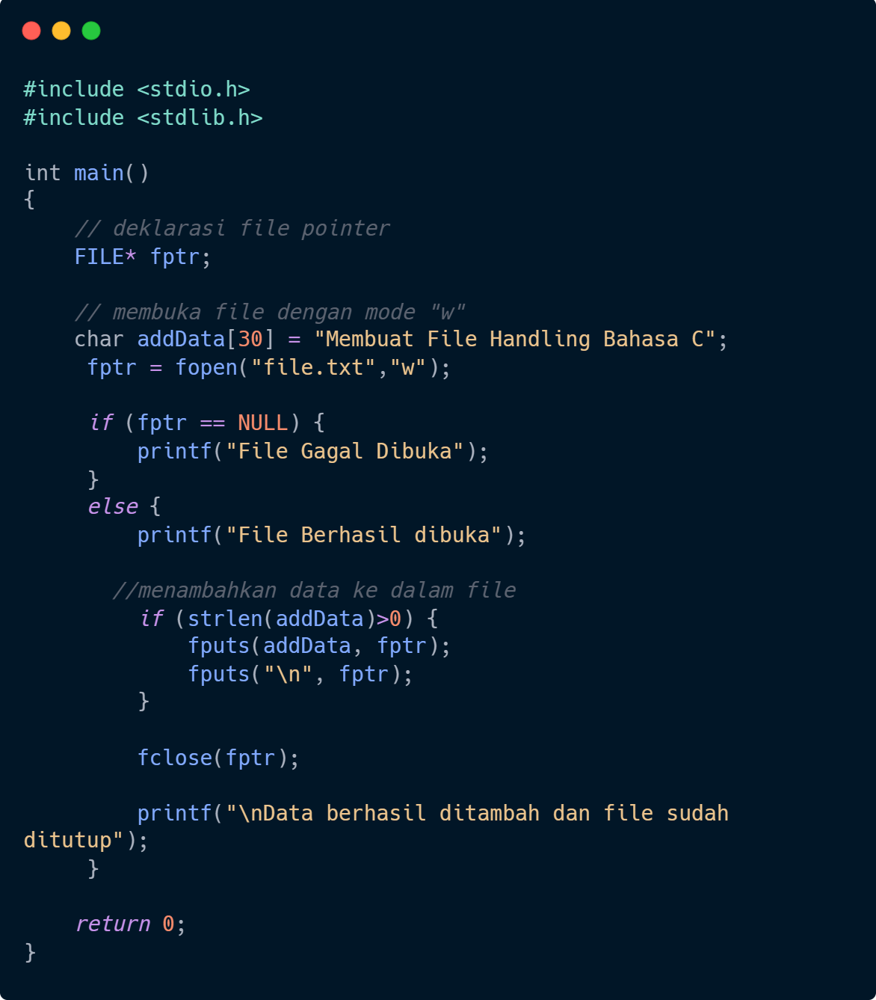 #include <stdio.h>
#include <stdlib.h>

int main()
{
    // deklarasi file pointer
    FILE* fptr;

    // membuka file dengan mode "w"
    char addData[30] = "Membuat File Handling Bahasa C";
     fptr = fopen("file.txt","w");

     if (fptr == NULL) {
         printf("File Gagal Dibuka");
     }
     else {
         printf("File Berhasil dibuka");

       //menambahkan data ke dalam file
         if (strlen(addData)>0) {
             fputs(addData, fptr);
             fputs("\n", fptr);
         }

         fclose(fptr);

         printf("\nData berhasil ditambah dan file sudah
ditutup");
     }

    return 0;
}